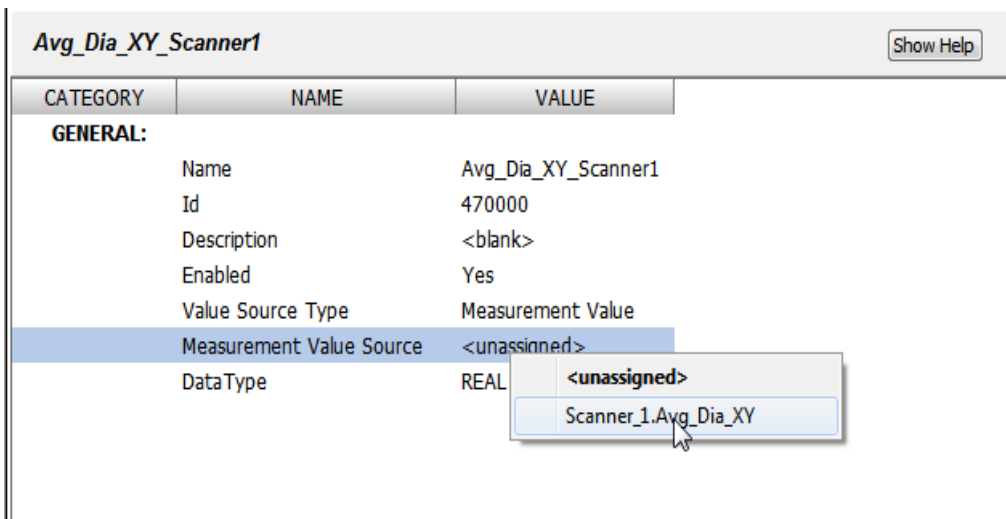 Avg_Dia_XY_Scanner1 Show Help
CATEGORY NAME VALUE
GENERAL:
Name Avg_Dia_XY_Scanner1
Id 470000
Description <blank>
Enabled Yes
Value Source Type Measurement Value
Measurement Value Source <unassigned>
DataType REAL
<unassigned>
Scanner_1.Avg_Dia_XY